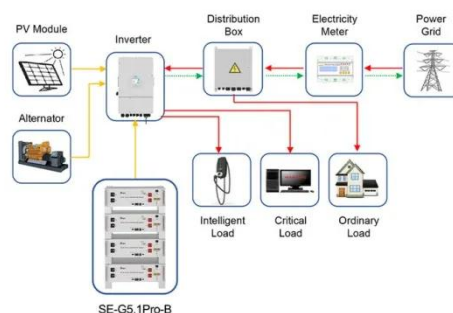 PV Module
Inverter
Distribution
Box
Electricity
Meter
Power
Grid
Alternator
Intelligent
Load
Critical
Load
Ordinary
Load
SE-G5.1Pro-B